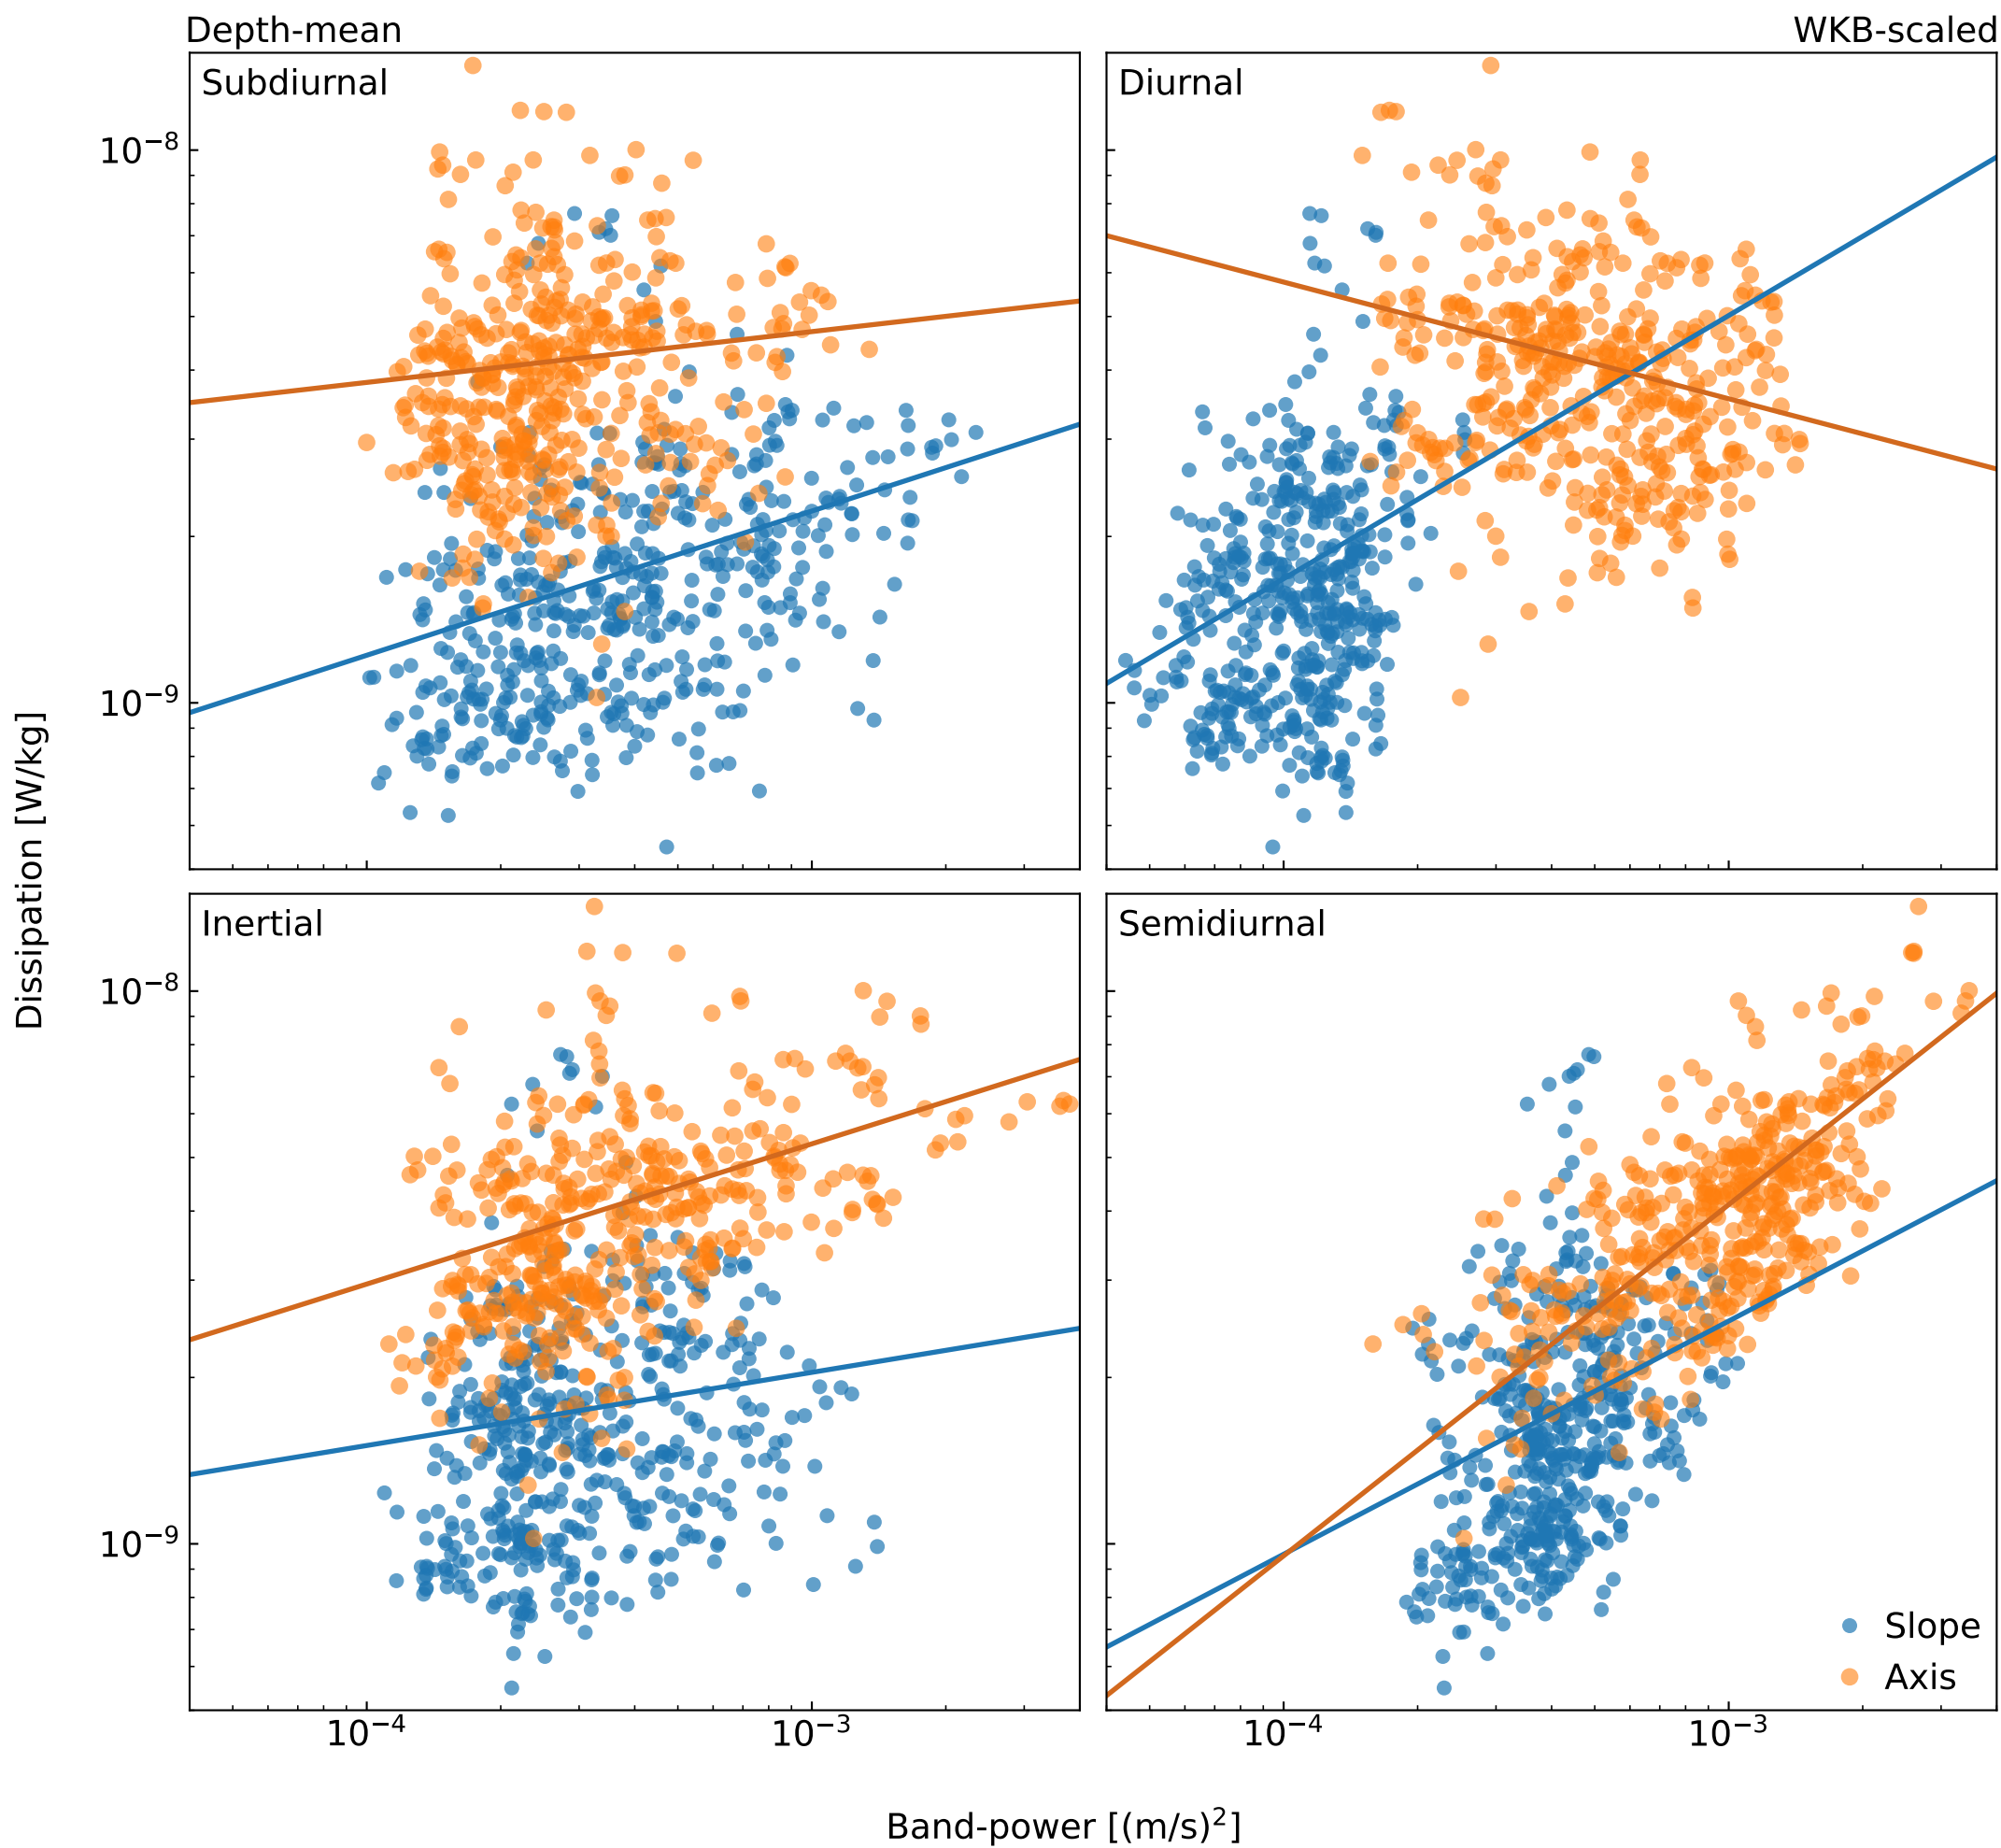 Depth-mean
WKB-scaled
Subdiurnal
Diurnal
10⁻⁸
10⁻⁹
Dissipation [W/kg]
Inertial
Semidiurnal
10⁻⁸
10⁻⁹
Slope
Axis
10⁻⁴
10⁻³
10⁻⁴
10⁻³
Band-power [(m/s)²]